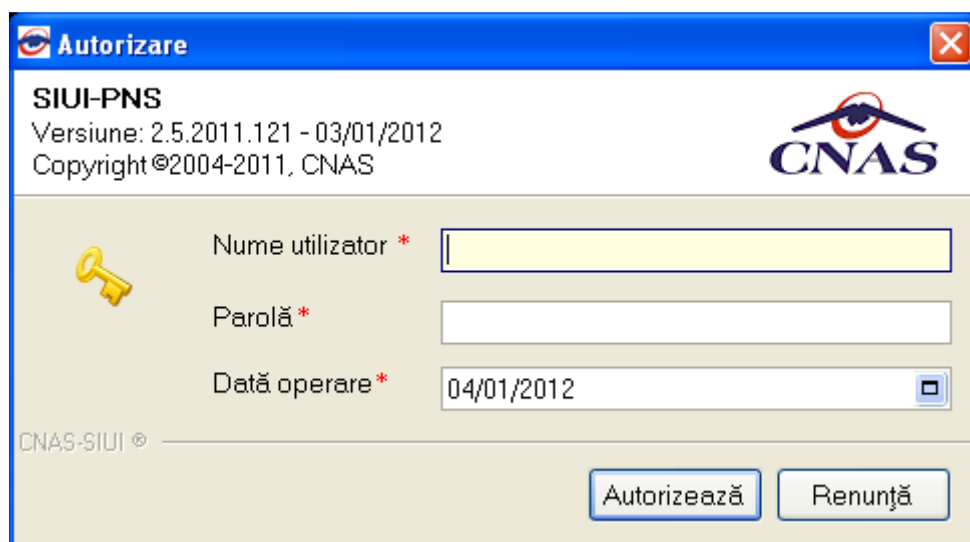 Autorizare
SIUI-PNS
Versiune: 2.5.2011.121 - 03/01/2012
Copyright ©2004-2011, CNAS
CNAS
Nume utilizator *
Parolă *
Dată operare *
04/01/2012
CNAS-SIUI ®
Autorizează
Renunţă